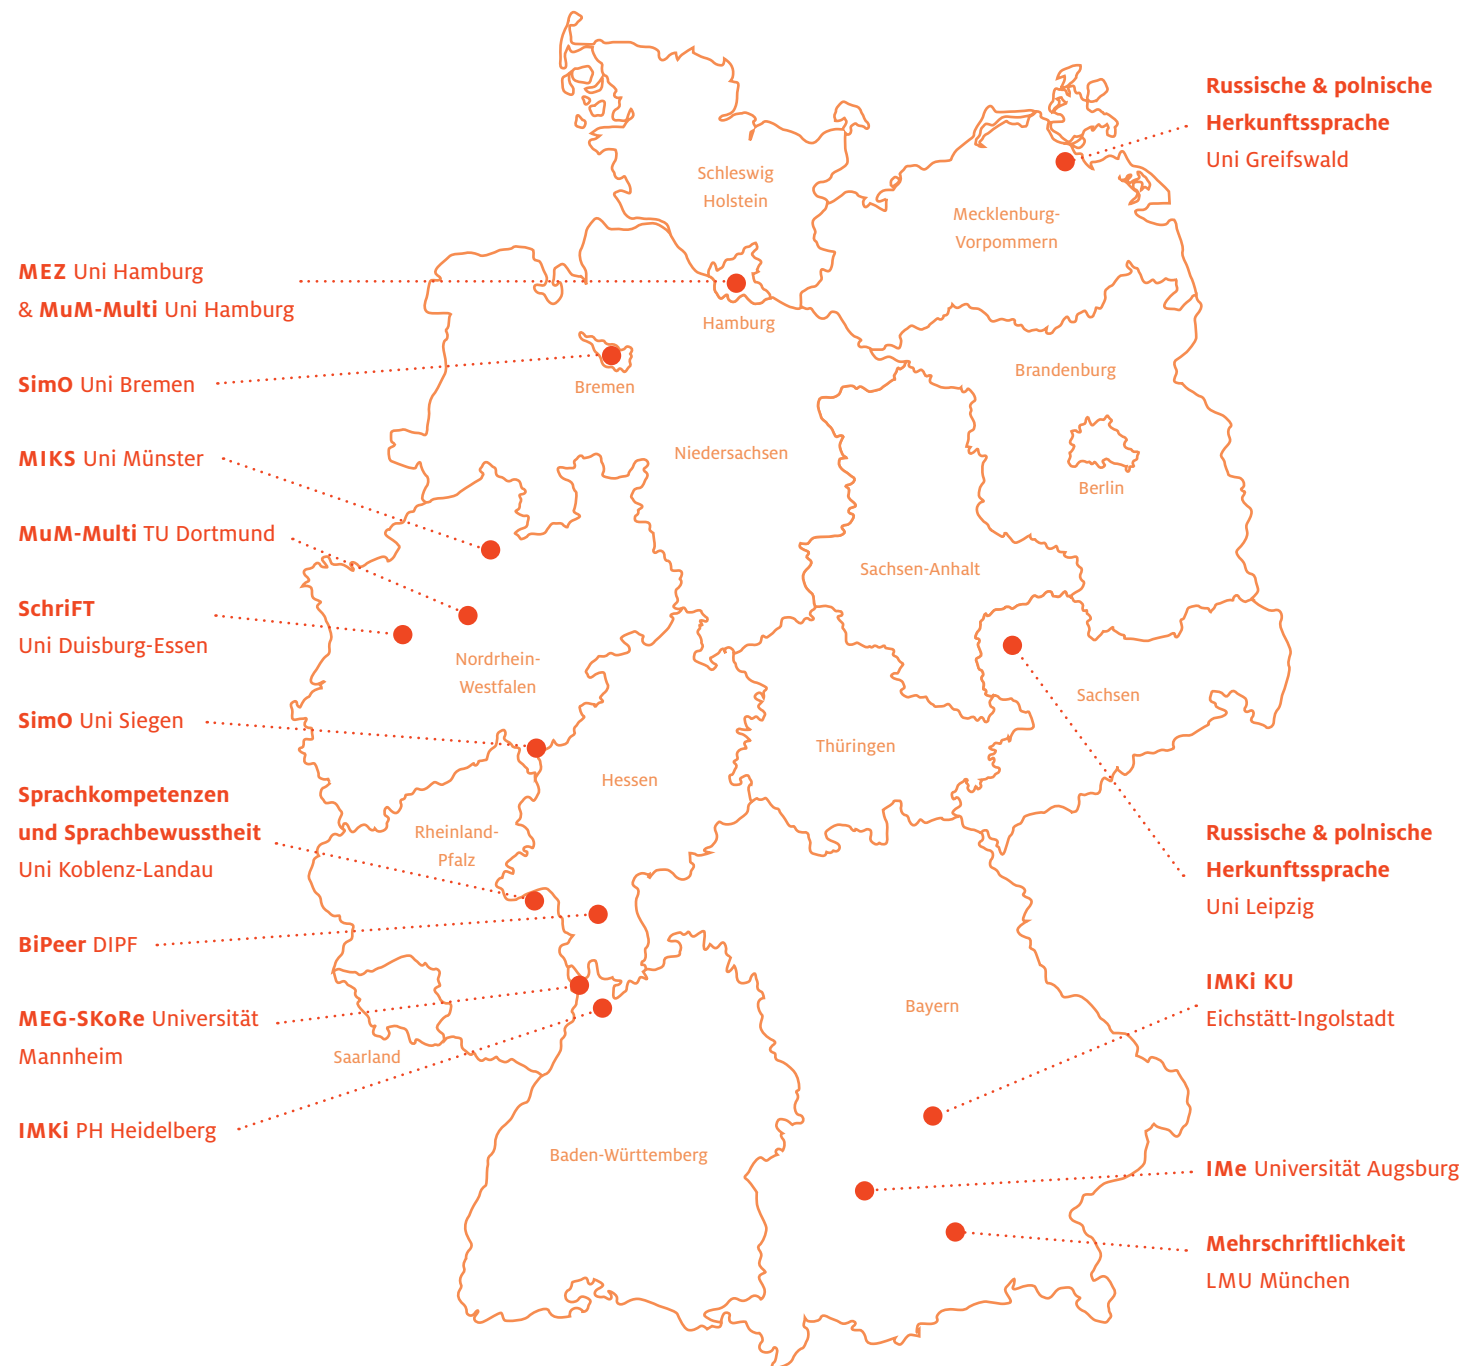 MEZ Uni Hamburg
& MuM-Multi Uni Hamburg
SimO Uni Bremen
MIKS Uni Münster
MuM-Multi TU Dortmund
SchriFT
Uni Duisburg-Essen
SimO Uni Siegen
Sprachkompetenzen
und Sprachbewusstheit
Uni Koblenz-Landau
BiPeer DIPF
MEG-SKoRe Universität
Mannheim
IMKi PH Heidelberg
Schleswig
Holstein
Mecklenburg-
Vorpommern
Hamburg
Bremen
Brandenburg
Niedersachsen
Berlin
Sachsen-Anhalt
Nordrhein-
Westfalen
Sachsen
Thüringen
Hessen
Rheinland-
Pfalz
Saarland
Bayern
Baden-Württemberg
Russische & polnische
Herkunftssprache
Uni Greifswald
Russische & polnische
Herkunftssprache
Uni Leipzig
IMKi KU
Eichstätt-Ingolstadt
IMe Universität Augsburg
Mehrschriftlichkeit
LMU München